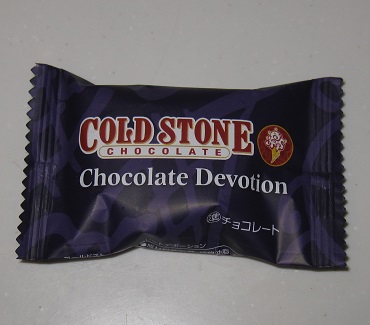 COLD STONE
CHOCOLATE
Chocolate Devotion
チョコレート